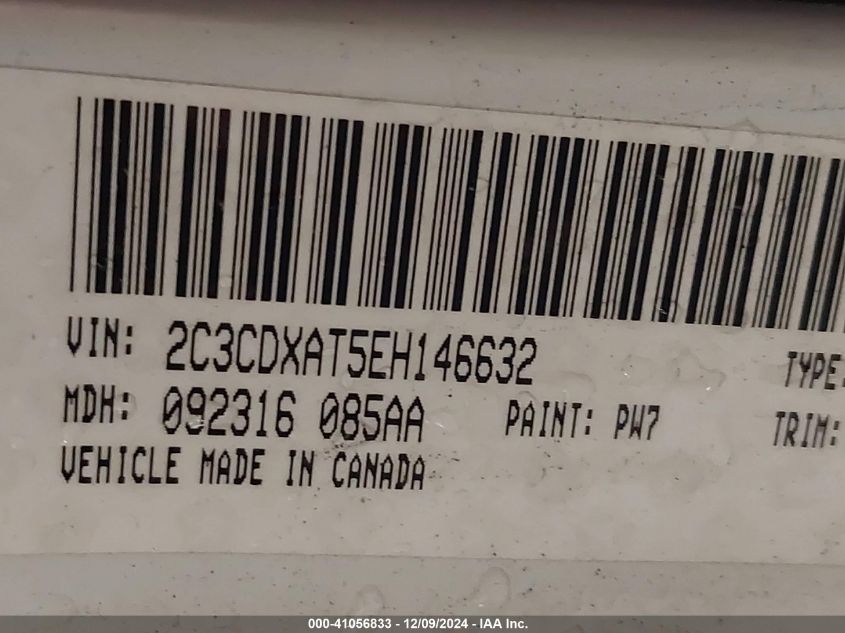 VIN: 2C3CDXAT5EH146632 TYPE:
MDH: 092316 085AA PAINT: PW7 TRIM:
VEHICLE MADE IN CANADA
000-41056833 - 12/09/2024 - IAA Inc.